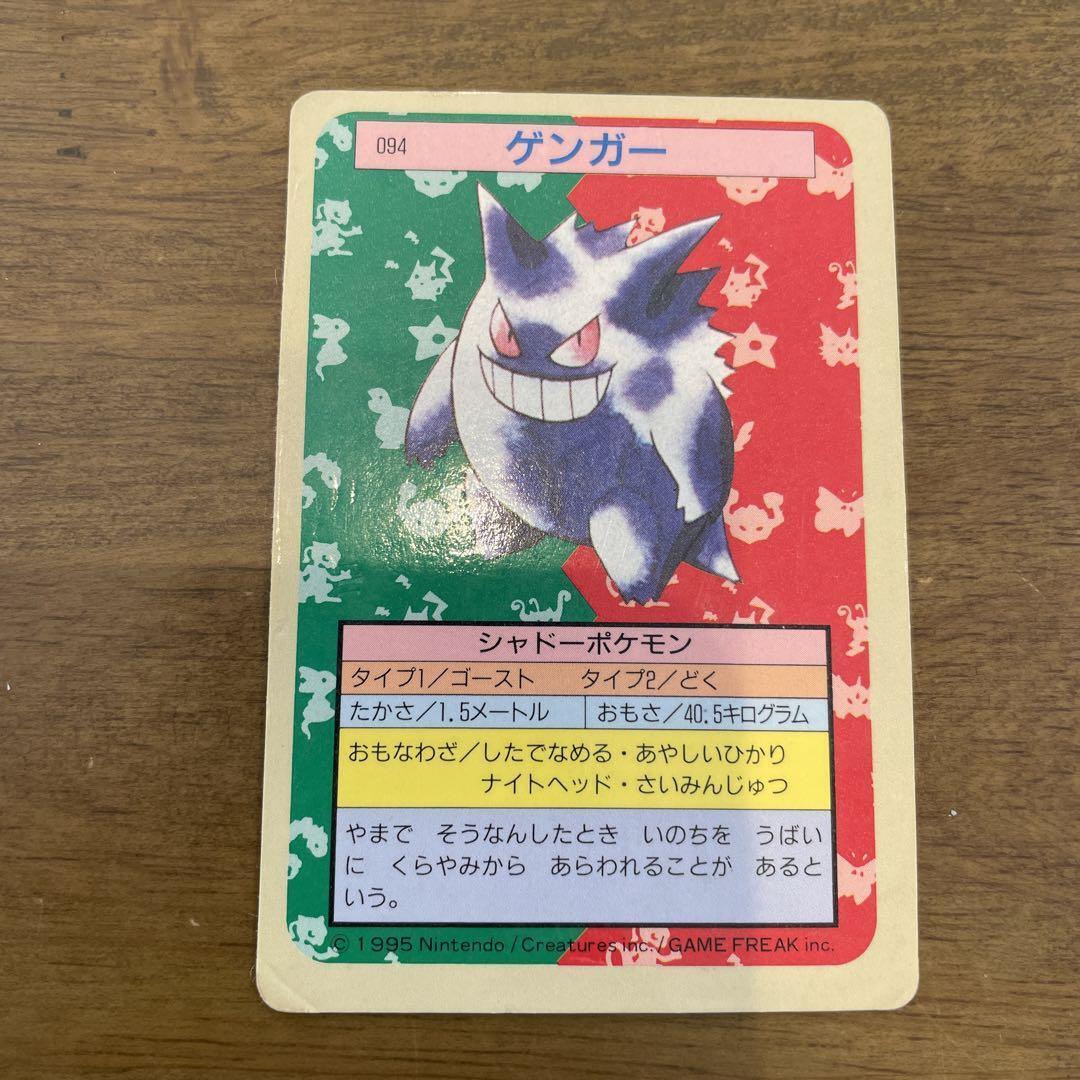 094 ゲンガー
シャドーポケモン
タイプ1/ゴースト タイプ2/どく
たかさ/1.5メートル おもさ/40.5キログラム
おもなわざ/したでなめる・あやしいひかり
ナイトヘッド・さいみんじゅつ
やまで そうなんしたとき いのちを うばい
に くらやみから あらわれることが あると
いう。
© 1995 Nintendo / Creatures inc. / GAME FREAK inc.